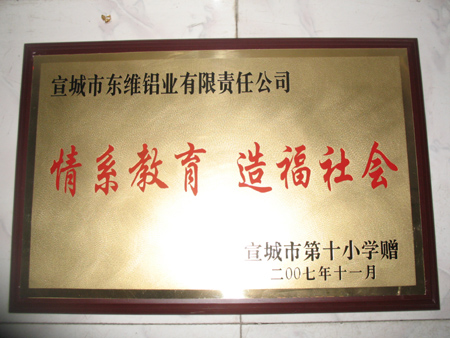 宣城市东维铝业有限责任公司
情系教育 造福社会
宣城市第十小学赠
二00七年十一月